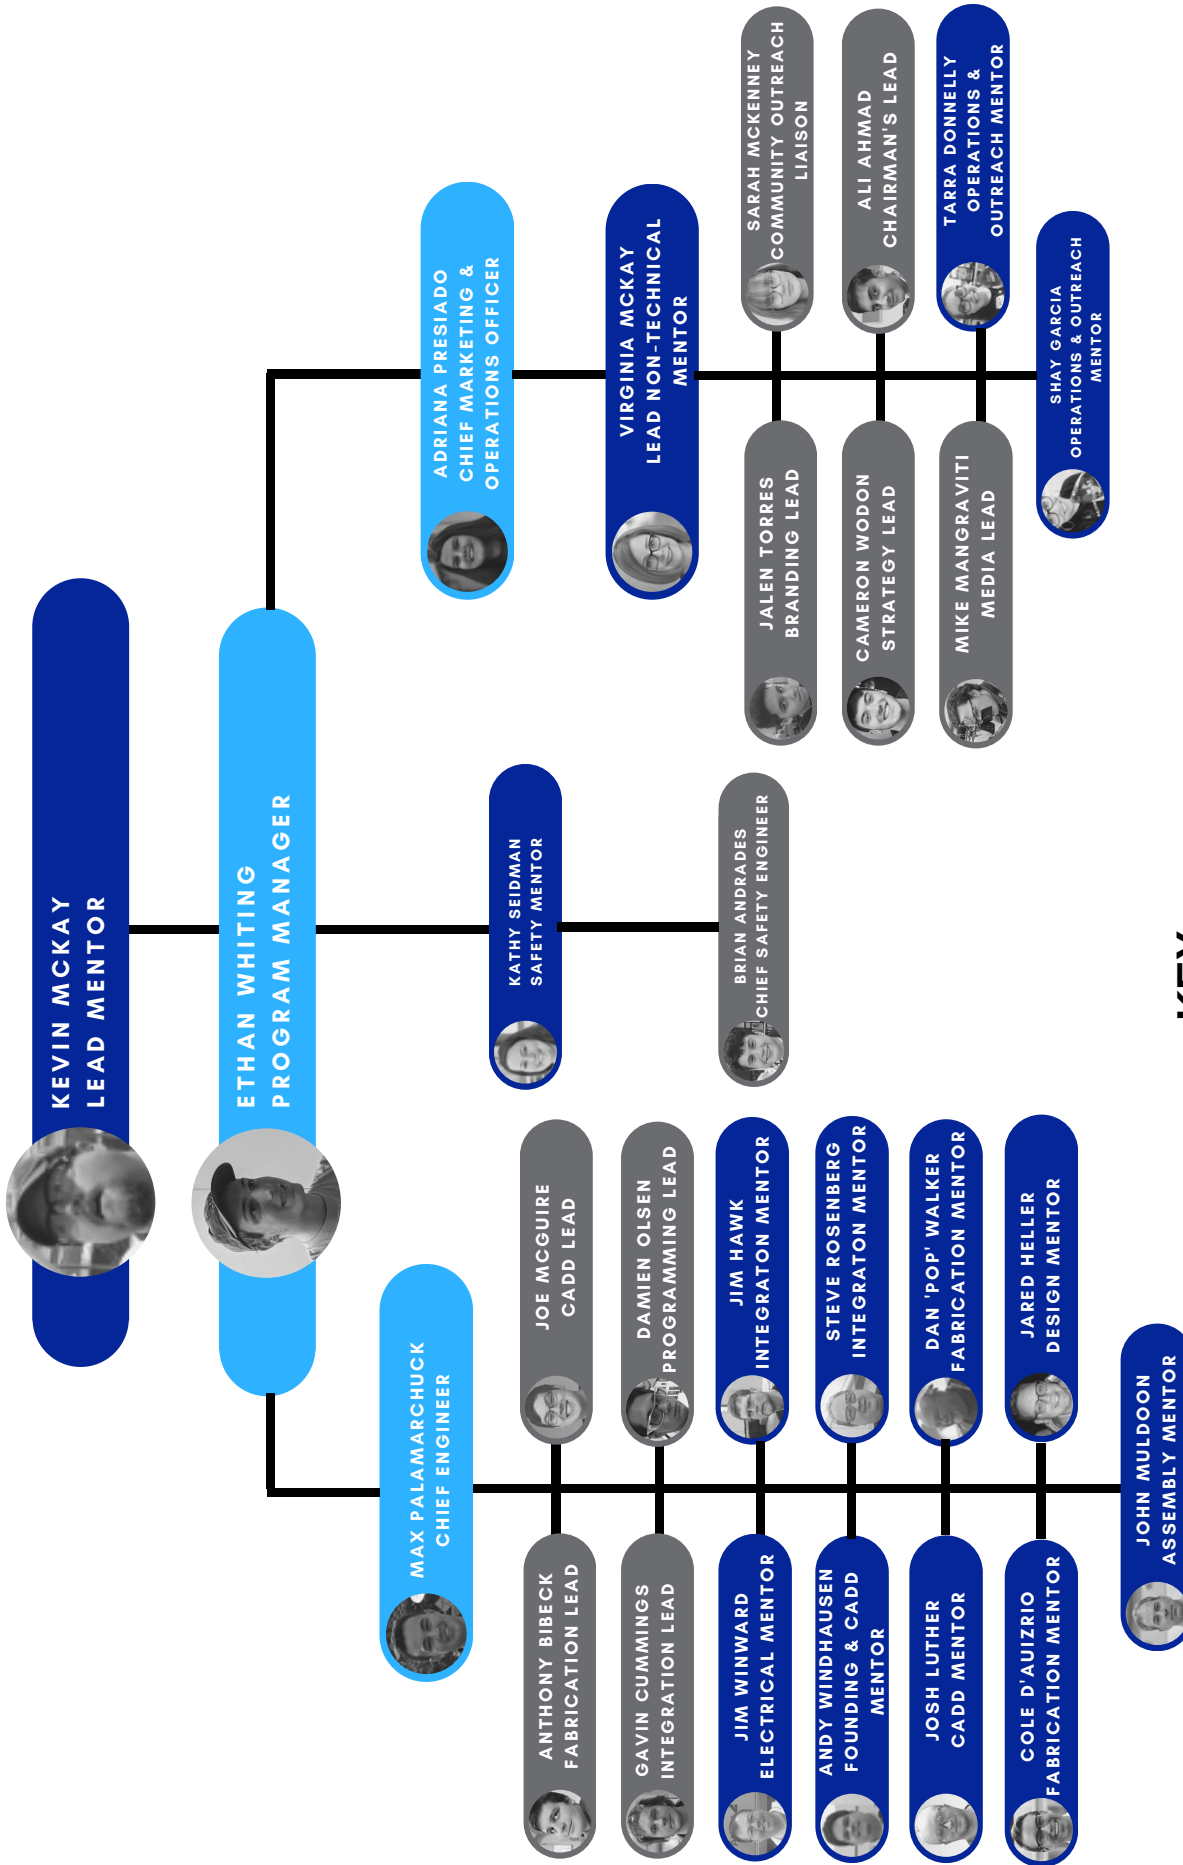 KEVIN MCKAY
LEAD MENTOR
ETHAN WHITING
PROGRAM MANAGER
MAX PALAMARCHUCK
CHIEF ENGINEER
ANTHONY BIBECK
FABRICATION LEAD
JOE MCGUIRE
CADD LEAD
GAVIN CUMMINGS
INTEGRATION LEAD
DAMIEN OLSEN
PROGRAMMING LEAD
JIM WINWARD
ELECTRICAL MENTOR
JIM HAWK
INTEGRATON MENTOR
ANDY WINDHAUSEN
FOUNDING & CADD
MENTOR
STEVE ROSENBERG
INTEGRATON MENTOR
JOSH LUTHER
CADD MENTOR
DAN 'POP' WALKER
FABRICATION MENTOR
COLE D'AUIZRIO
FABRICATION MENTOR
JARED HELLER
DESIGN MENTOR
JOHN MULDOON
ASSEMBLY MENTOR
KATHY SEIDMAN
SAFETY MENTOR
BRIAN ANDRADES
CHIEF SAFETY ENGINEER
ADRIANA PRESIADO
CHIEF MARKETING &
OPERATIONS OFFICER
VIRGINIA MCKAY
LEAD NON-TECHNICAL
MENTOR
JALEN TORRES
BRANDING LEAD
SARAH MCKENNEY
COMMUNITY OUTREACH
LIAISON
CAMERON WODON
STRATEGY LEAD
ALI AHMAD
CHAIRMAN'S LEAD
MIKE MANGRAVITI
MEDIA LEAD
TARRA DONNELLY
OPERATIONS &
OUTREACH MENTOR
SHAY GARCIA
OPERATIONS & OUTREACH
MENTOR
KEY